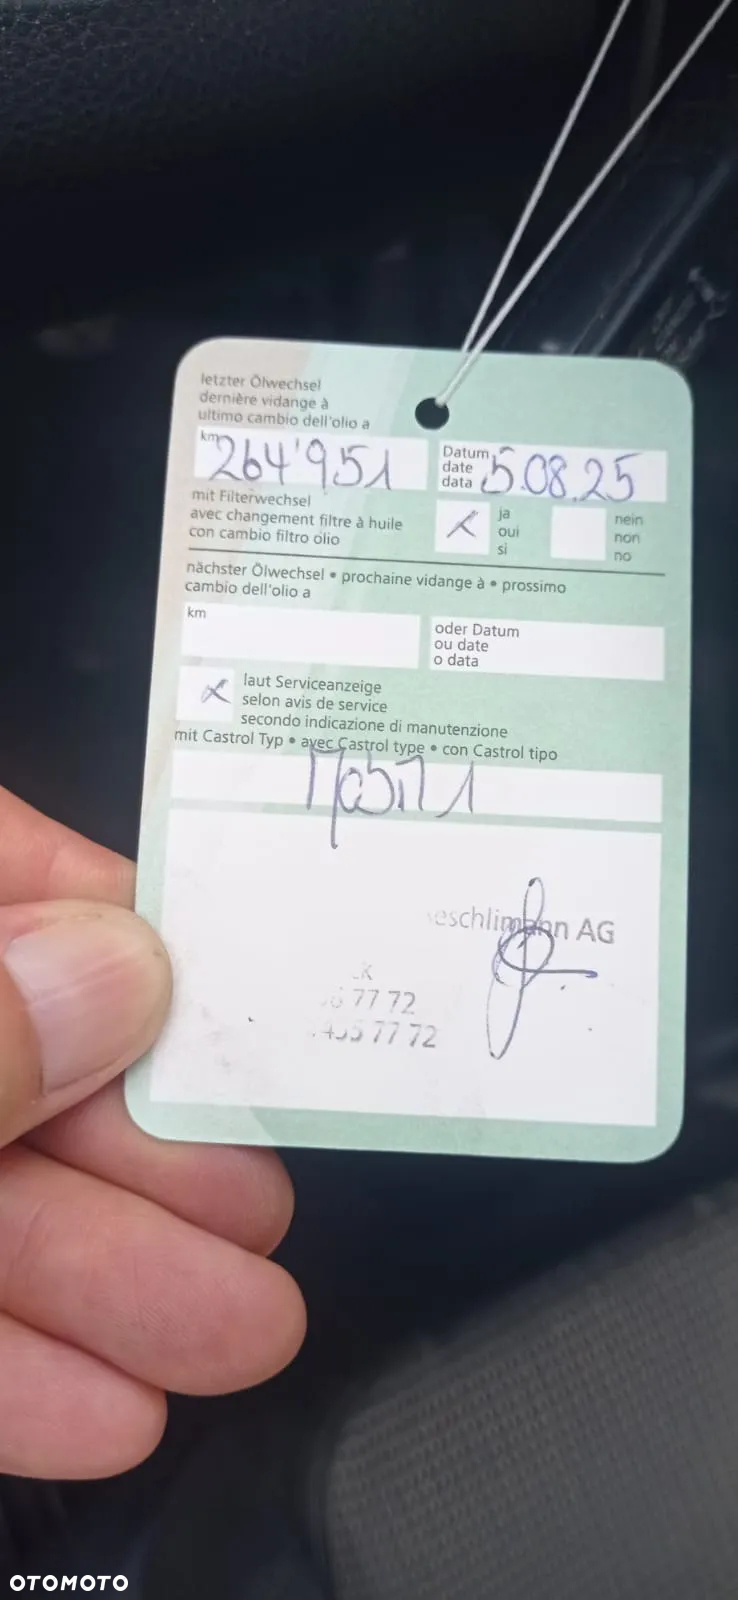 letzter Ölwechsel
dernière vidange à
ultimo cambio dell'olio a
km 264'951
Datum
date
data 5.08.25
mit Filterwechsel
avec changement filtre à huile
con cambio filtro olio
ja
oui
si
nein
non
no
nächster Ölwechsel • prochaine vidange à • prossimo
cambio dell'olio a
km
oder Datum
ou date
o data
laut Serviceanzeige
selon avis de service
secondo indicazione di manutenzione
mit Castrol Typ • avec Castrol type • con Castrol tipo
Mobil 1
eschlimann AG
77 72
77 72
OTOMOTO